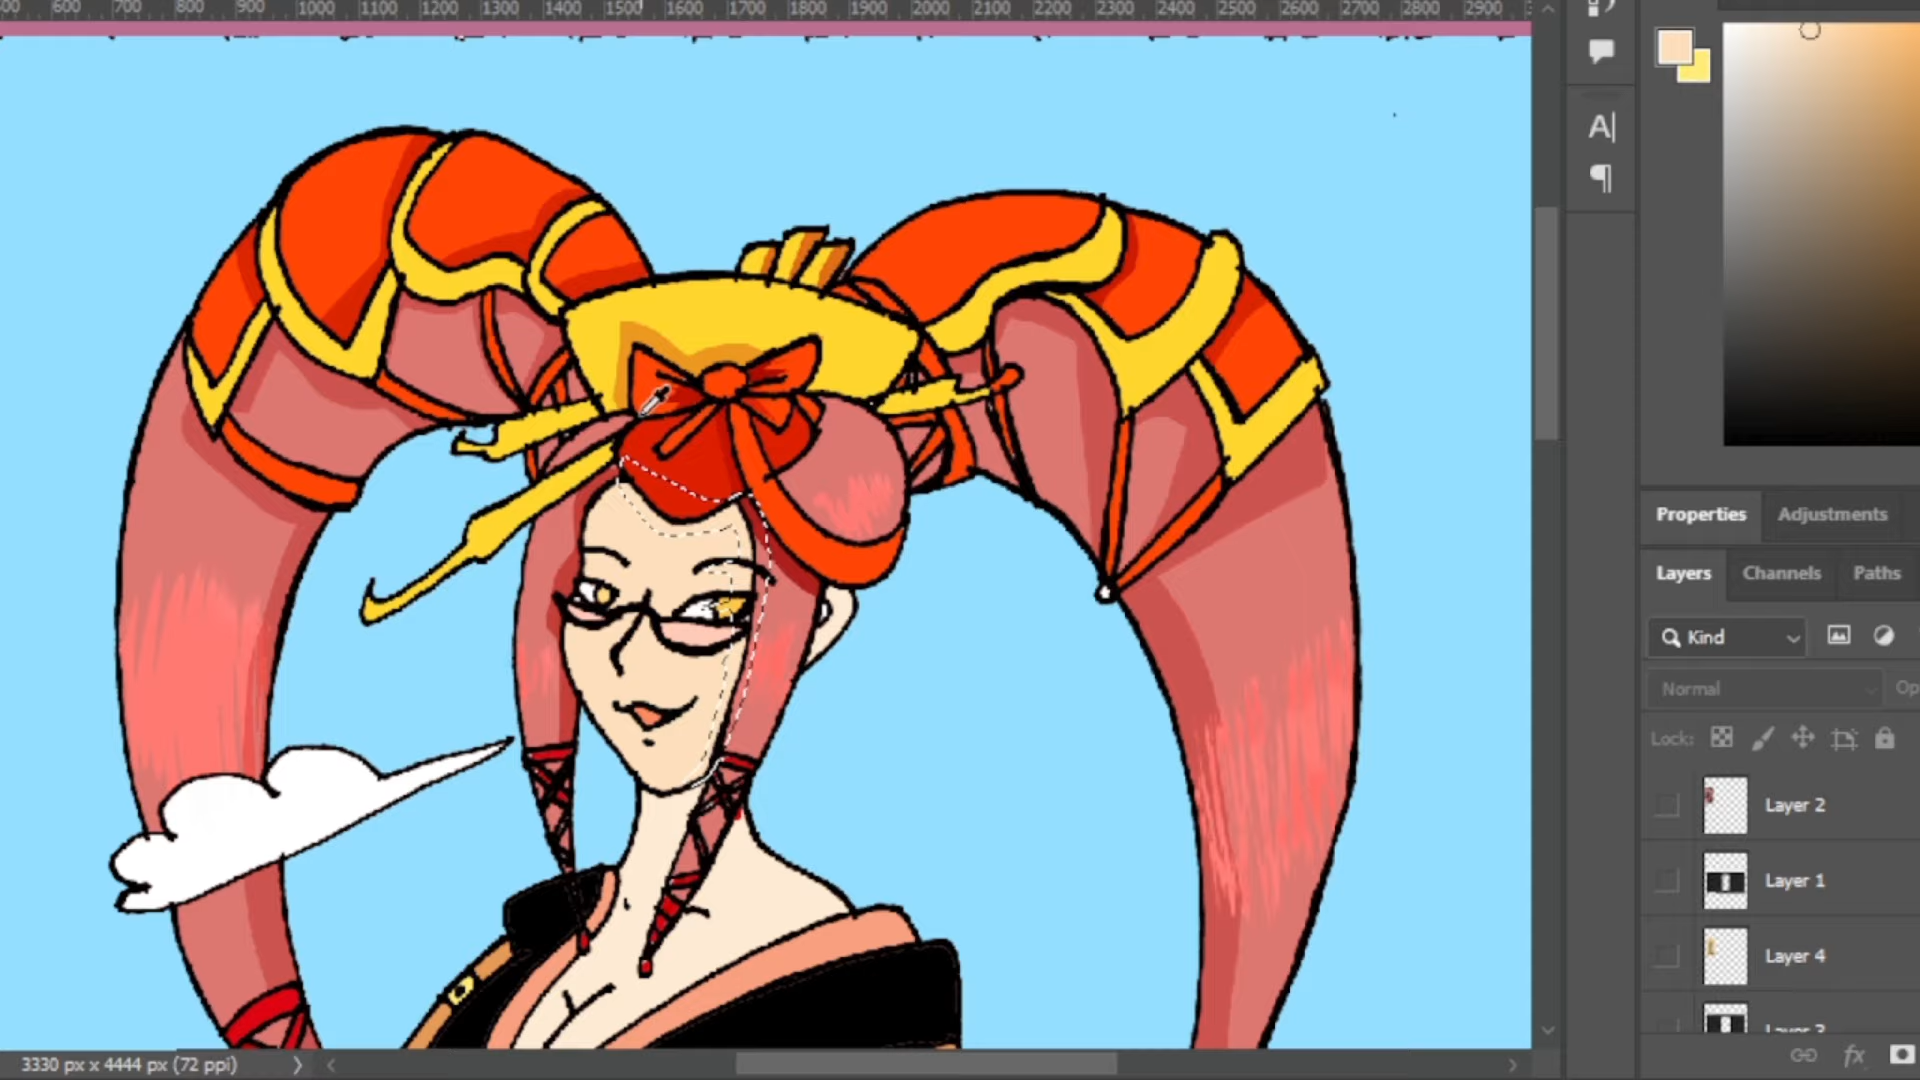 600 700 800 900 1000 1100 1200 1300 1400 1500 1600 1700 1800 1900 2000 2100 2200 2300 2400 2500 2600 2700 2800 2900
A|
Properties Adjustments
Layers Channels Paths
Kind
Normal Op
Lock:
Layer 2
Layer 1
Layer 4
3330 px x 4444 px (72 ppi)
fx